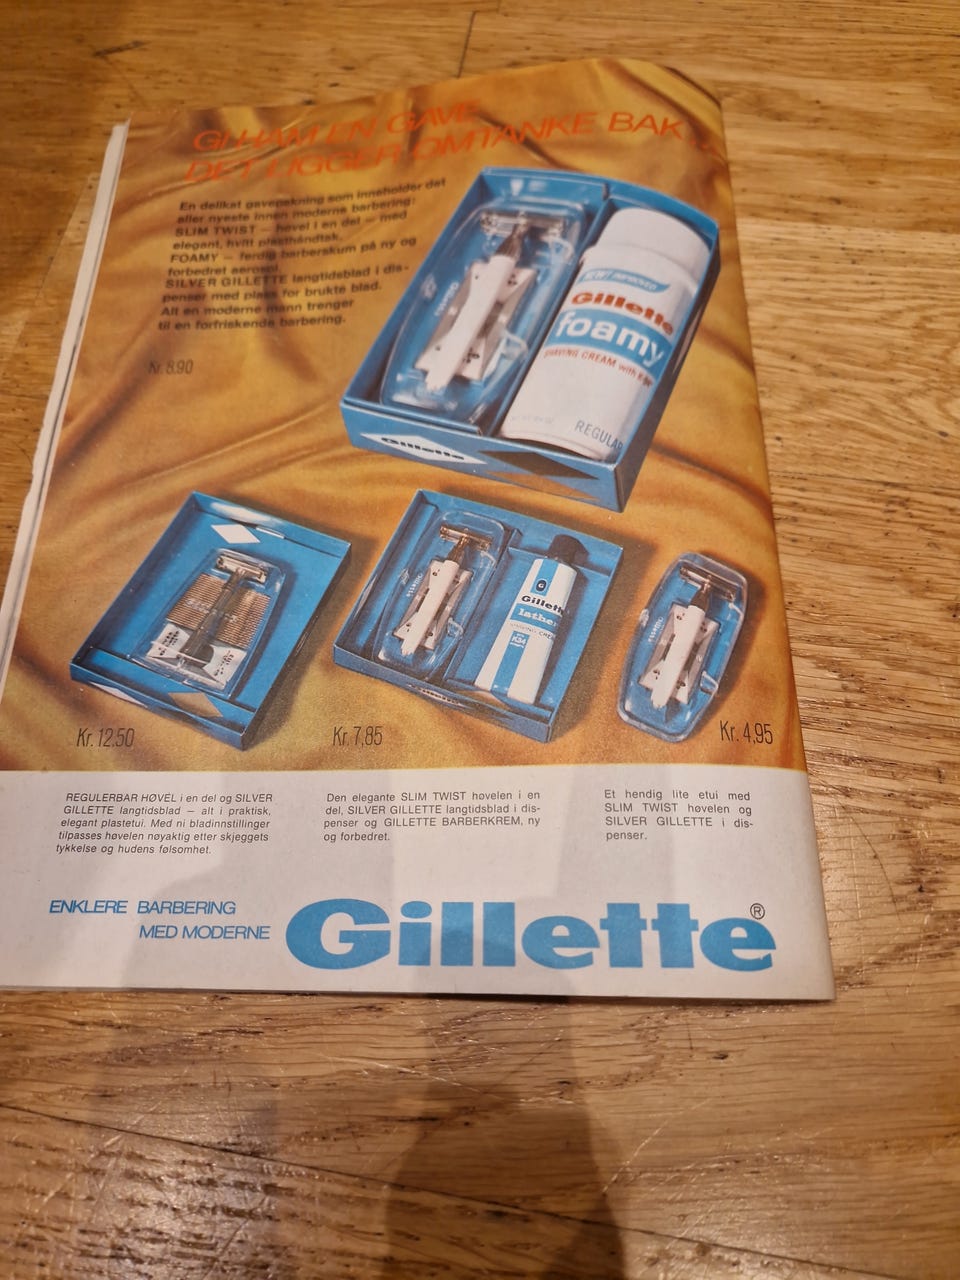 GI HAM EN GAVE
DET LIGGER OMTANKE BAK...
En delikat gavepakning som inneholder det
aller nyeste innen moderne barbering:
SLIM TWIST — høvel i en del — med
elegant, hvitt plasthåndtak.
FOAMY — ferdig barberskum på ny og
forbedret aerosol.
SILVER GILLETTE langtidsblad i dis-
penser med plass for brukte blad.
Alt en moderne mann trenger
til en forfriskende barbering.
Kr. 8.90
NEW! IMPROVED
Gillette
foamy
SHAVING CREAM with K34
REGULAR
Gillette
G
Gillette
lather
SHAVING CREAM
K34
Kr. 12.50
Kr. 7,85
Kr. 4,95
REGULERBAR HØVEL i en del og SILVER
GILLETTE langtidsblad — alt i praktisk,
elegant plastetui. Med ni bladinnstillinger
tilpasses høvelen nøyaktig etter skjeggets
tykkelse og hudens følsomhet.
Den elegante SLIM TWIST høvelen i en
del, SILVER GILLETTE langtidsblad i dis-
penser og GILLETTE BARBERKREM, ny
og forbedret.
Et hendig lite etui med
SLIM TWIST høvelen og
SILVER GILLETTE i dis-
penser.
ENKLERE BARBERING
MED MODERNE
Gillette®